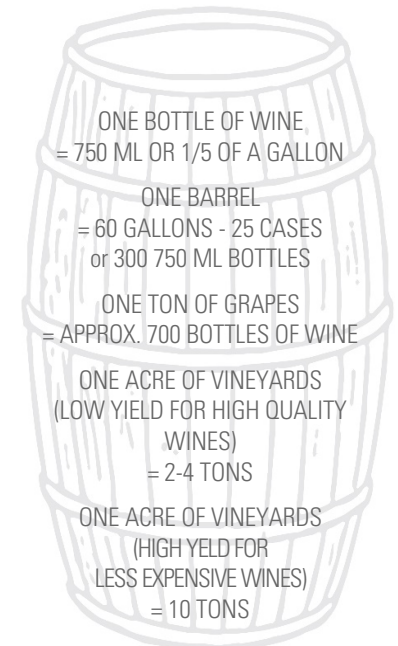 ONE BOTTLE OF WINE
= 750 ML OR 1/5 OF A GALLON
ONE BARREL
= 60 GALLONS - 25 CASES
or 300 750 ML BOTTLES
ONE TON OF GRAPES
= APPROX. 700 BOTTLES OF WINE
ONE ACRE OF VINEYARDS
(LOW YIELD FOR HIGH QUALITY
WINES)
= 2-4 TONS
ONE ACRE OF VINEYARDS
(HIGH YELD FOR
LESS EXPENSIVE WINES)
= 10 TONS